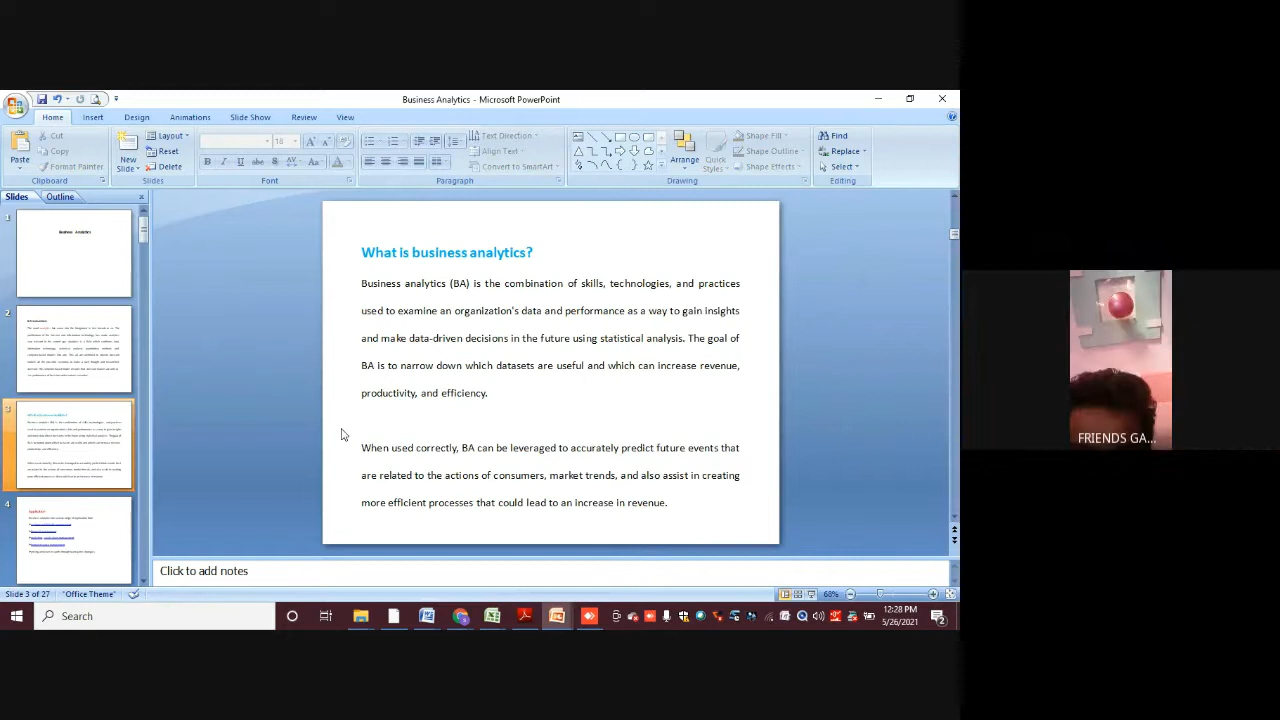 Business Analytics - Microsoft PowerPoint
Home Insert Design Animations Slide Show Review View
Cut
Copy
Format Painter
Paste
Clipboard
New Slide
Layout
Reset
Delete
Slides
18
Font
Paragraph
Text Direction
Align Text
Convert to SmartArt
Arrange
Quick Styles
Shape Fill
Shape Outline
Shape Effects
Drawing
Find
Replace
Select
Editing
Slides Outline
1
Business Analytics
2
3
4
What is business analytics?
Business analytics (BA) is the combination of skills, technologies, and practices
used to examine an organization's data and performance as a way to gain insights
and make data-driven decisions in the future using statistical analysis. The goal of
BA is to narrow down which datasets are useful and which can increase revenue,
productivity, and efficiency.
When used correctly, BA can be leveraged to accurately predict future events that
are related to the actions of consumers, market trends, and also assist in creating
more efficient processes that could lead to an increase in revenue.
Click to add notes
Slide 3 of 27 "Office Theme" 68%
Search
12:28 PM
5/26/2021
2
FRIENDS GA...